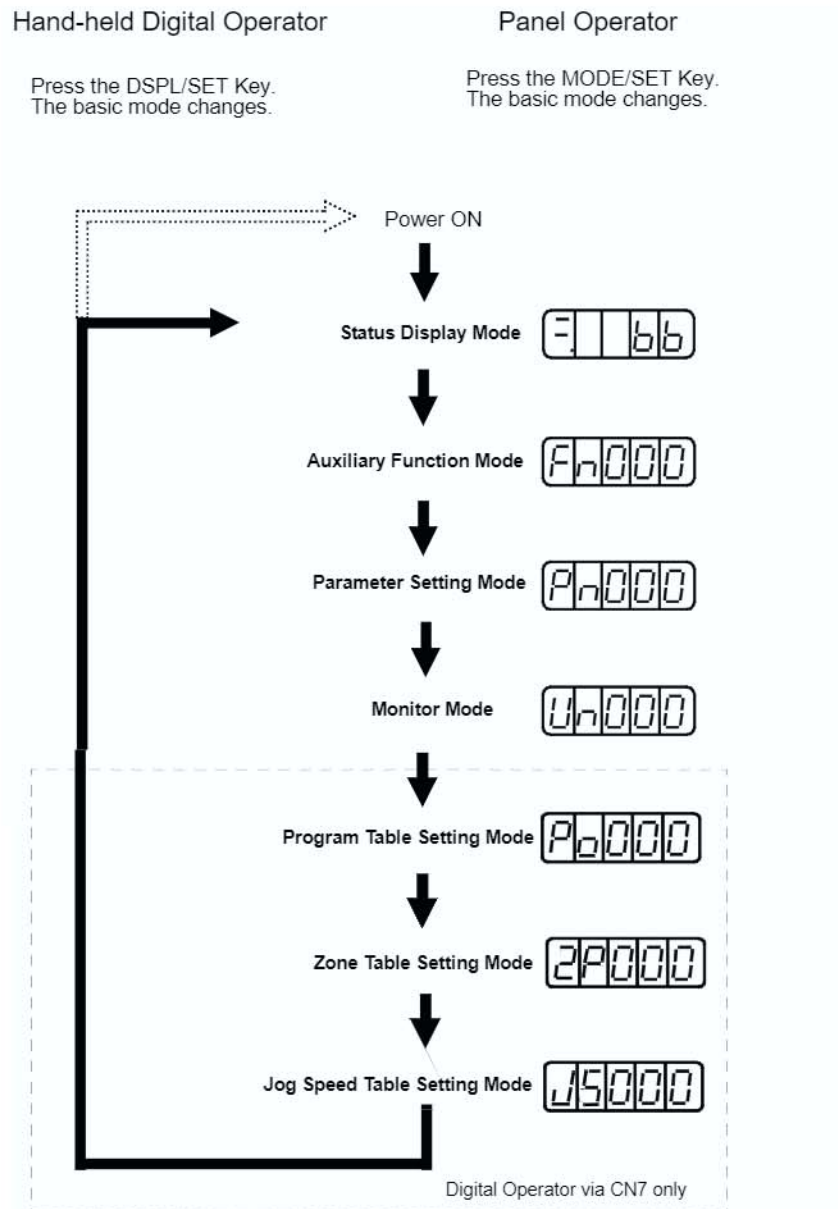 Hand-held Digital Operator
Panel Operator
Press the DSPL/SET Key.
The basic mode changes.
Press the MODE/SET Key.
The basic mode changes.
Power ON
Status Display Mode
bb
Auxiliary Function Mode
Fn000
Parameter Setting Mode
Pn000
Monitor Mode
Un000
Program Table Setting Mode
Po000
Zone Table Setting Mode
2P000
Jog Speed Table Setting Mode
JS000
Digital Operator via CN7 only